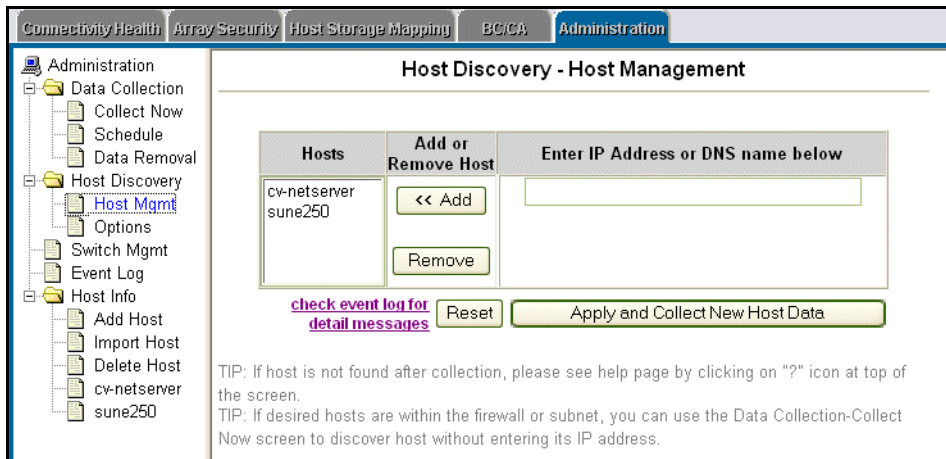 Connectivity Health Array Security Host Storage Mapping BC/CA Administration
Administration
Data Collection
Collect Now
Schedule
Data Removal
Host Discovery
Host Mgmt
Options
Switch Mgmt
Event Log
Host Info
Add Host
Import Host
Delete Host
cv-netserver
sune250
Host Discovery - Host Management
Hosts
Add or
Remove Host
Enter IP Address or DNS name below
cv-netserver
sune250
<< Add
Remove
check event log for
detail messages
Reset
Apply and Collect New Host Data
TIP: If host is not found after collection, please see help page by clicking on "?" icon at top of
the screen.
TIP: If desired hosts are within the firewall or subnet, you can use the Data Collection-Collect
Now screen to discover host without entering its IP address.